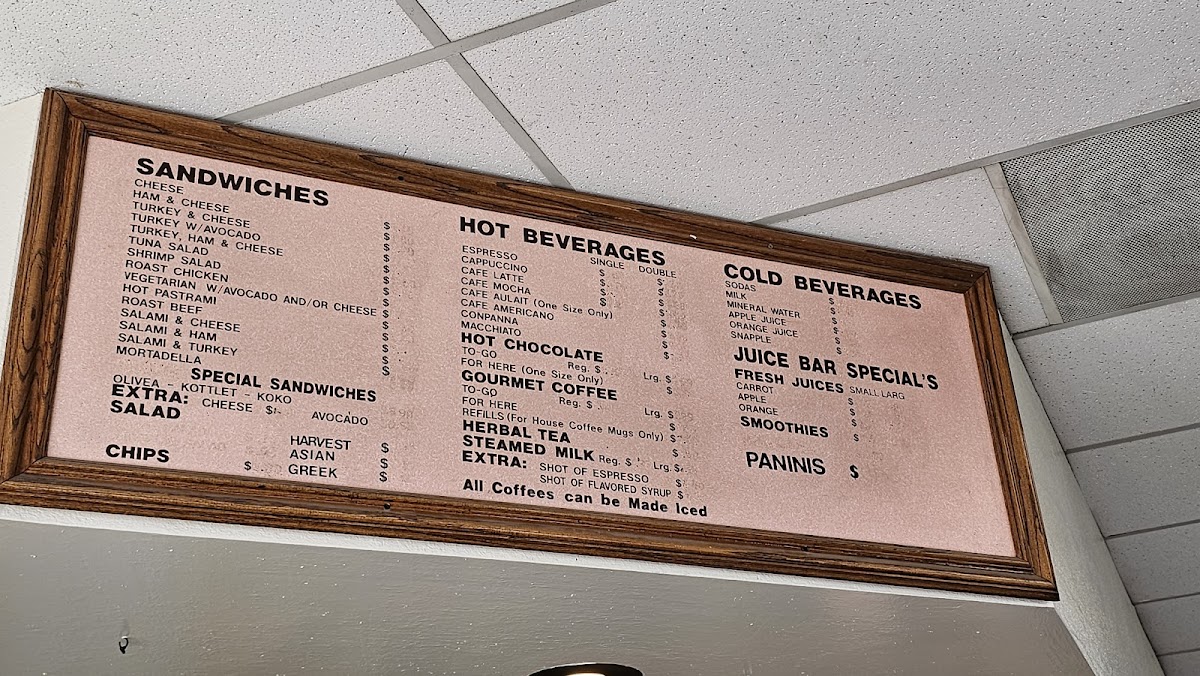 SANDWICHES
CHEESE
HAM & CHEESE $
TURKEY & CHEESE $
TURKEY W/AVOCADO $
TURKEY, HAM & CHEESE $
TUNA SALAD $
SHRIMP SALAD $
ROAST CHICKEN $
VEGETARIAN W/AVOCADO AND/OR CHEESE $
HOT PASTRAMI $
ROAST BEEF $
SALAMI & CHEESE $
SALAMI & HAM $
SALAMI & TURKEY $
MORTADELLA $
SPECIAL SANDWICHES
OLIVEA - KOTTLET - KOKO
EXTRA: CHEESE $ AVOCADO
SALAD
HARVEST $
ASIAN $
GREEK $
CHIPS $
HOT BEVERAGES
SINGLE DOUBLE
ESPRESSO $ $
CAPPUCCINO $ $
CAFE LATTE $ $
CAFE MOCHA $ $
CAFE AULAIT (One Size Only) $
CAFE AMERICANO $
CONPANNA $
MACCHIATO $
HOT CHOCOLATE
TO-GO Reg. $ Lrg. $
FOR HERE (One Size Only) $
GOURMET COFFEE
TO-GO Reg. $ Lrg. $
FOR HERE $
REFILLS (For House Coffee Mugs Only) $
HERBAL TEA $
STEAMED MILK Reg. $ Lrg. $
EXTRA: SHOT OF ESPRESSO $
SHOT OF FLAVORED SYRUP $
All Coffees can be Made Iced
COLD BEVERAGES
SODAS $
MILK $
MINERAL WATER $
APPLE JUICE $
ORANGE JUICE $
SNAPPLE $
JUICE BAR SPECIAL'S
FRESH JUICES SMALL LARG
CARROT $
APPLE $
ORANGE $
SMOOTHIES $
PANINIS $